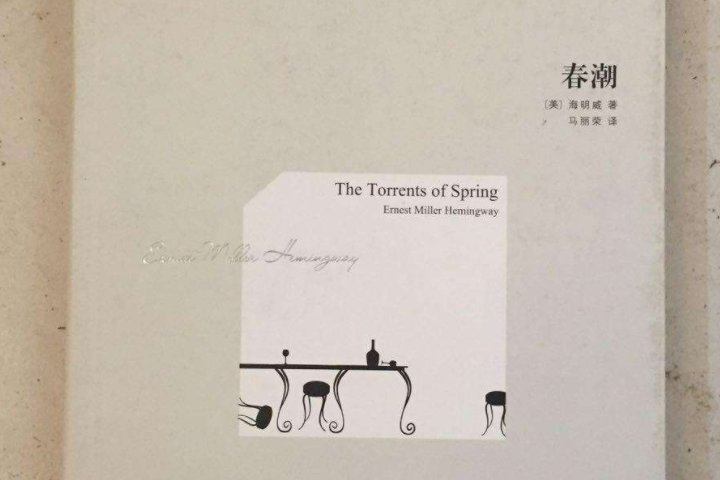 春潮
［美］海明威 著
马丽荣 译
The Torrents of Spring
Ernest Miller Hemingway
Ernest Miller Hemingway